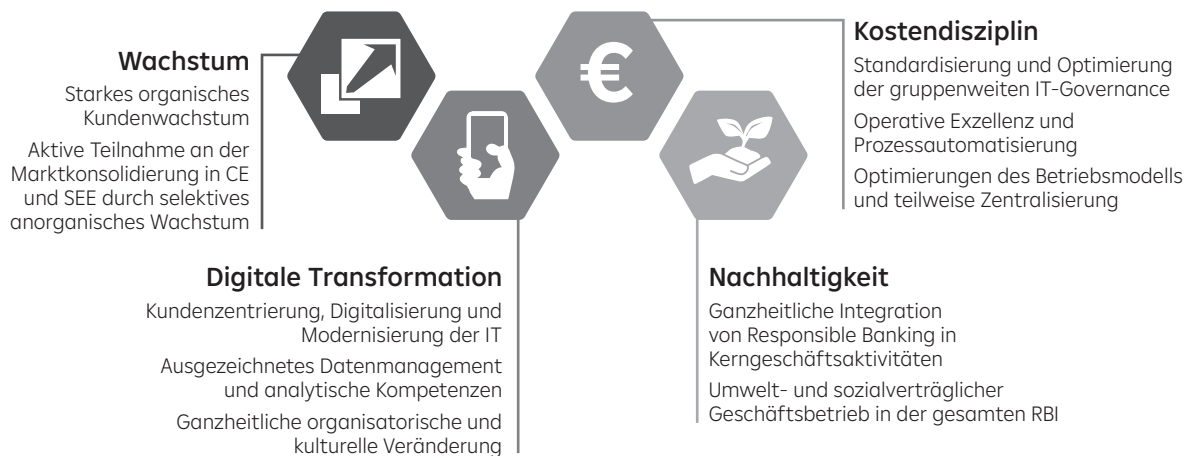 Wachstum
Starkes organisches
Kundenwachstum
Aktive Teilnahme an der
Marktkonsolidierung in CE
und SEE durch selektives
anorganisches Wachstum
€
Kostendisziplin
Standardisierung und Optimierung
der gruppenweiten IT-Governance
Operative Exzellenz und
Prozessautomatisierung
Optimierungen des Betriebsmodells
und teilweise Zentralisierung
Digitale Transformation
Kundenzentrierung, Digitalisierung und
Modernisierung der IT
Ausgezeichnetes Datenmanagement
und analytische Kompetenzen
Ganzheitliche organisatorische und
kulturelle Veränderung
Nachhaltigkeit
Ganzheitliche Integration
von Responsible Banking in
Kerngeschäftsaktivitäten
Umwelt- und sozialverträglicher
Geschäftsbetrieb in der gesamten RBI